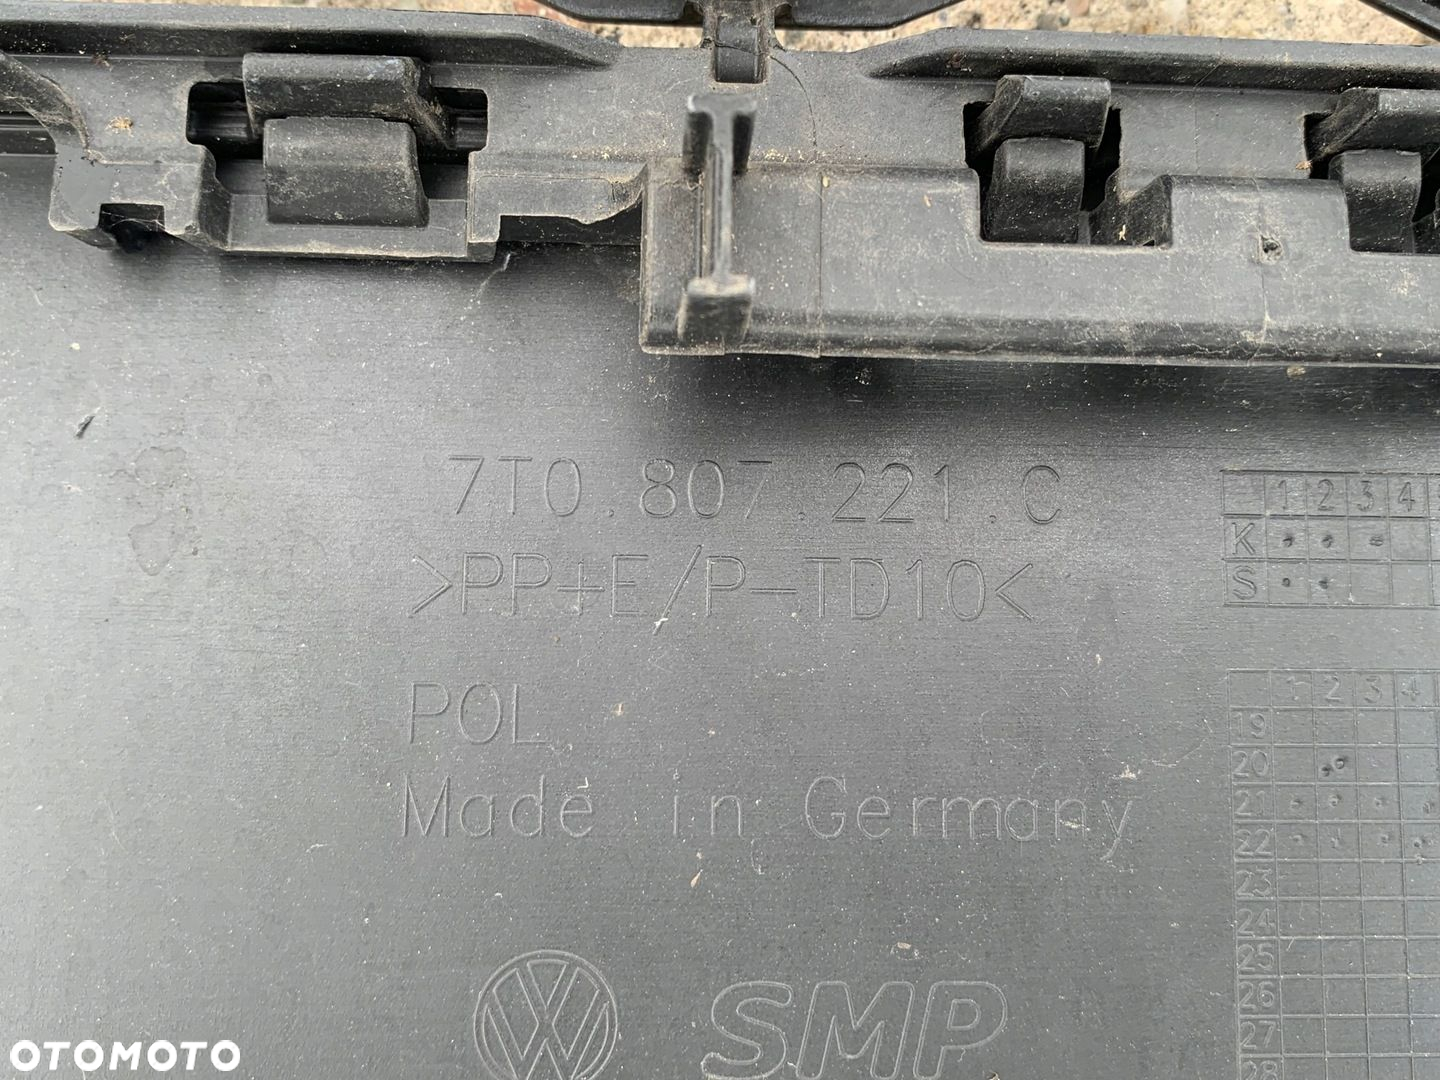 7T0.807.221.C
>PP+E/P-TD10<
POL
Made in Germany
SMP
1 2 3 4
K
S
1 2 3 4
19
20
21
22
23
24
25
26
27
28
OTOMOTO